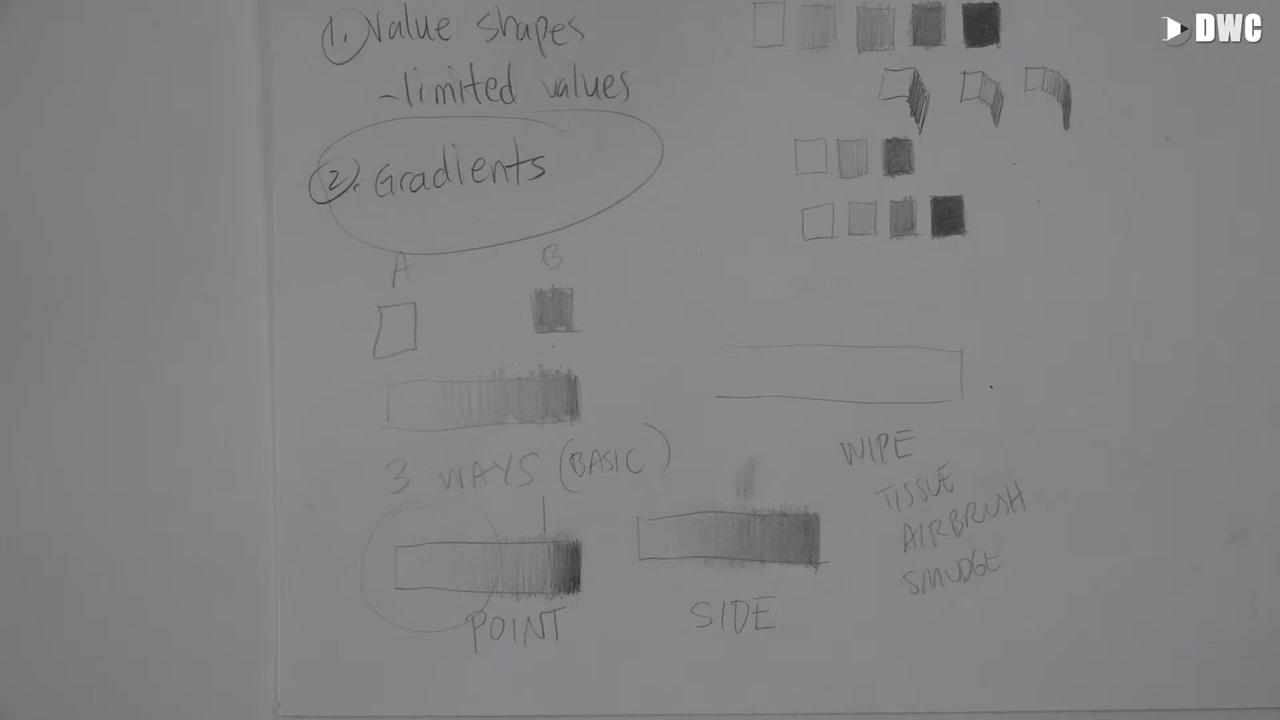 1. Value shapes
- limited values
2. Gradients
A
B
3 WAYS (BASIC)
POINT
SIDE
WIPE
TISSUE
AIRBRUSH
SMUDGE
DWC